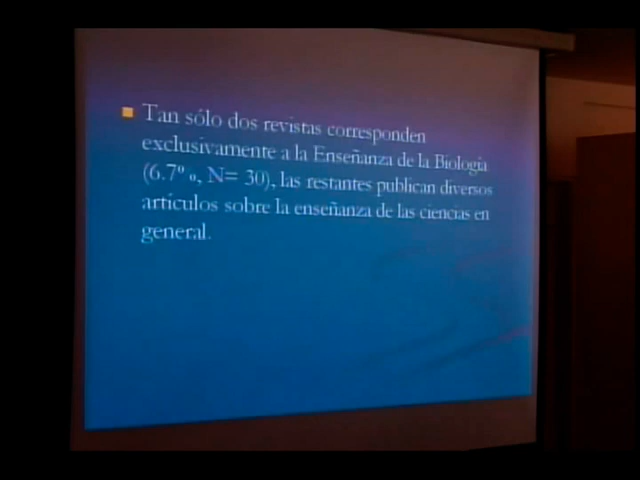 Tan sólo dos revistas corresponden
exclusivamente a la Enseñanza de la Biología
(6.7%, N= 30), las restantes publican diversos
artículos sobre la enseñanza de las ciencias en
general.